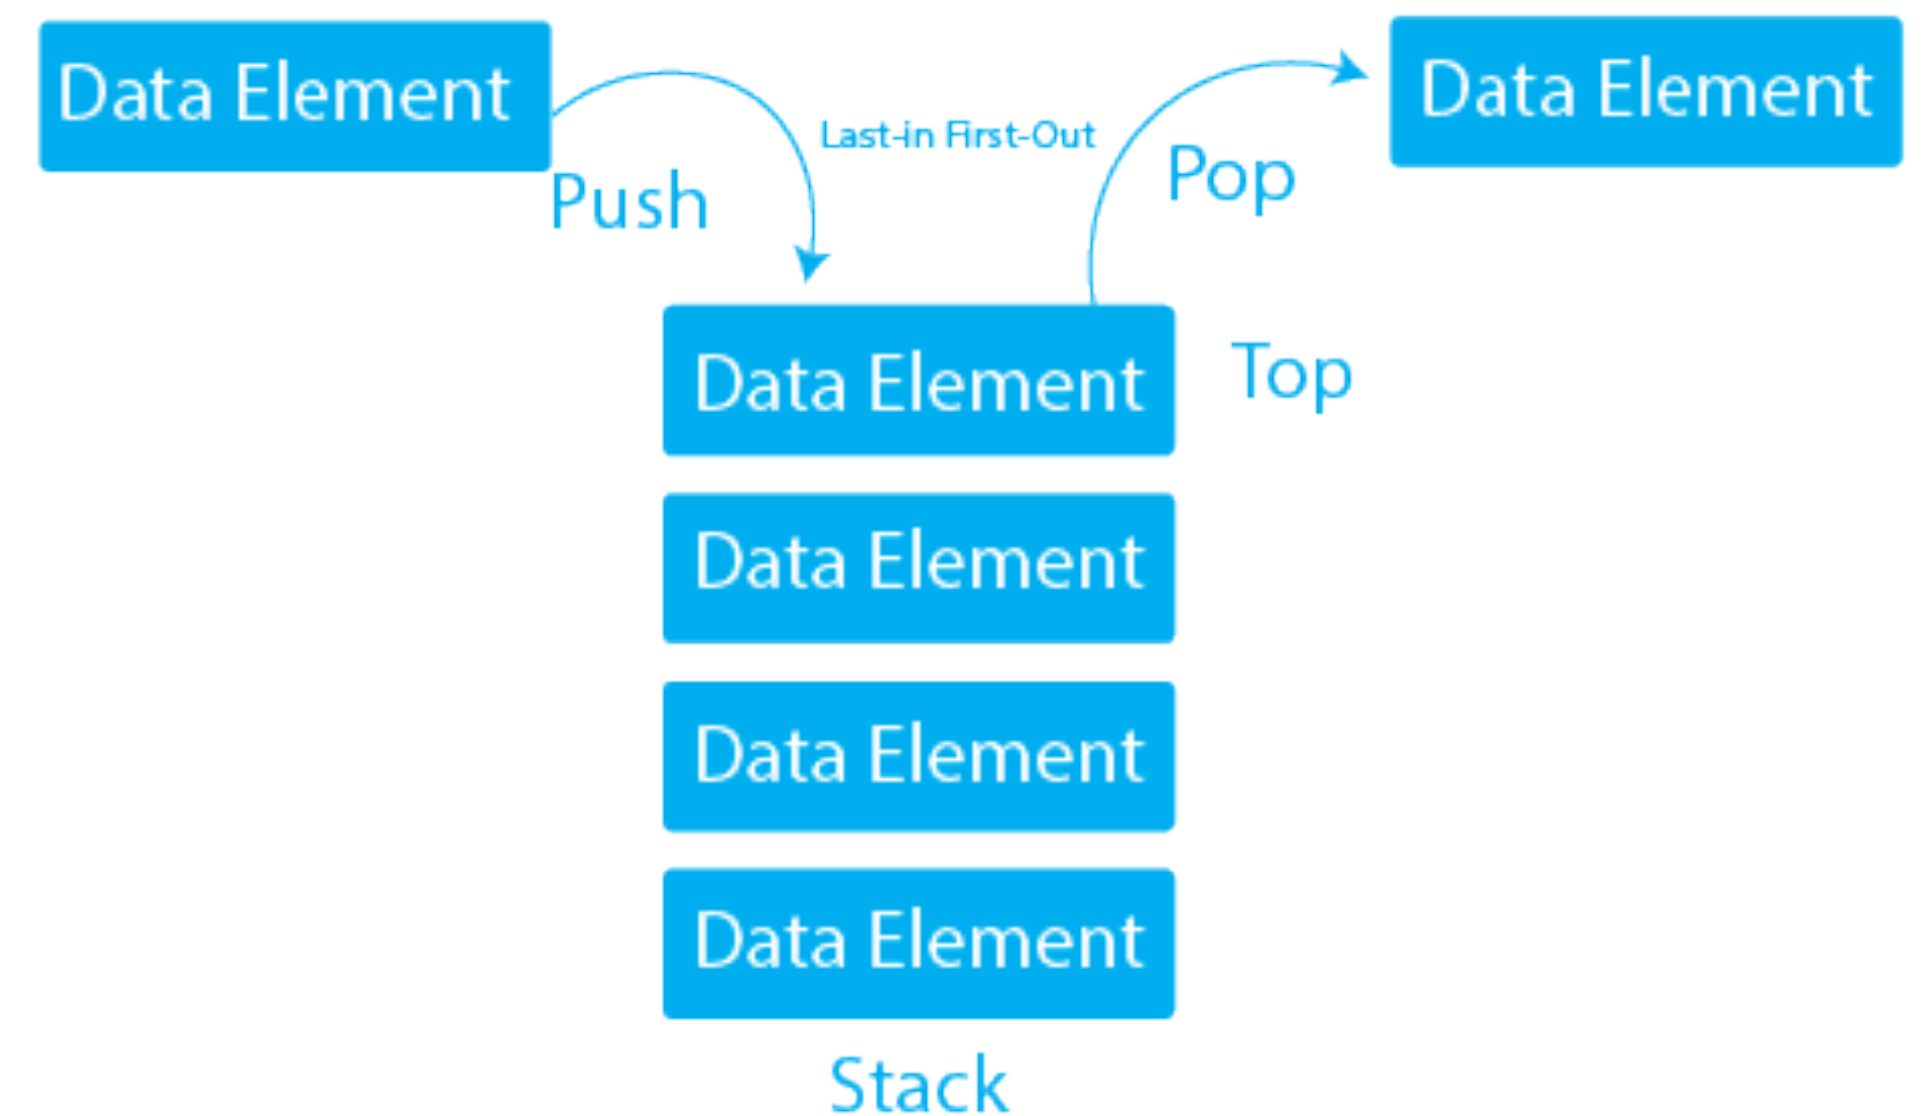 Data Element
Data Element
Last-in First-Out
Push
Pop
Data Element
Top
Data Element
Data Element
Data Element
Stack